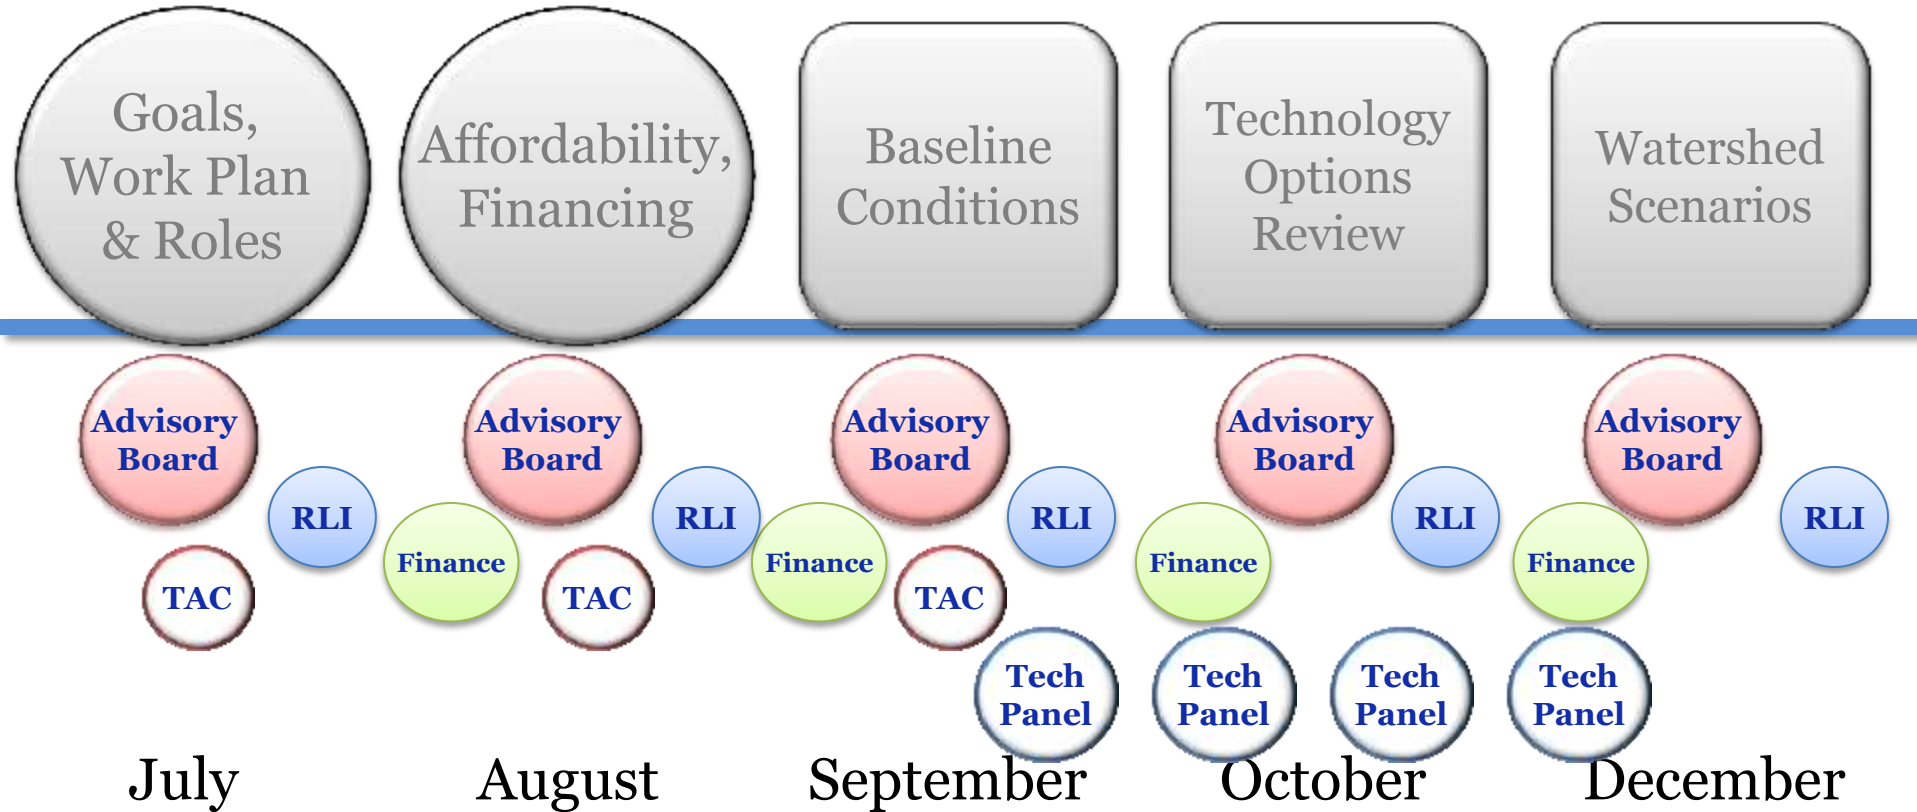 Goals,
Work Plan
& Roles
Affordability,
Financing
Baseline
Conditions
Technology
Options
Review
Watershed
Scenarios
Advisory
Board
Advisory
Board
Advisory
Board
Advisory
Board
Advisory
Board
RLI
RLI
RLI
RLI
RLI
Finance
Finance
Finance
Finance
TAC
TAC
TAC
Tech
Panel
Tech
Panel
Tech
Panel
Tech
Panel
July
August
September
October
December